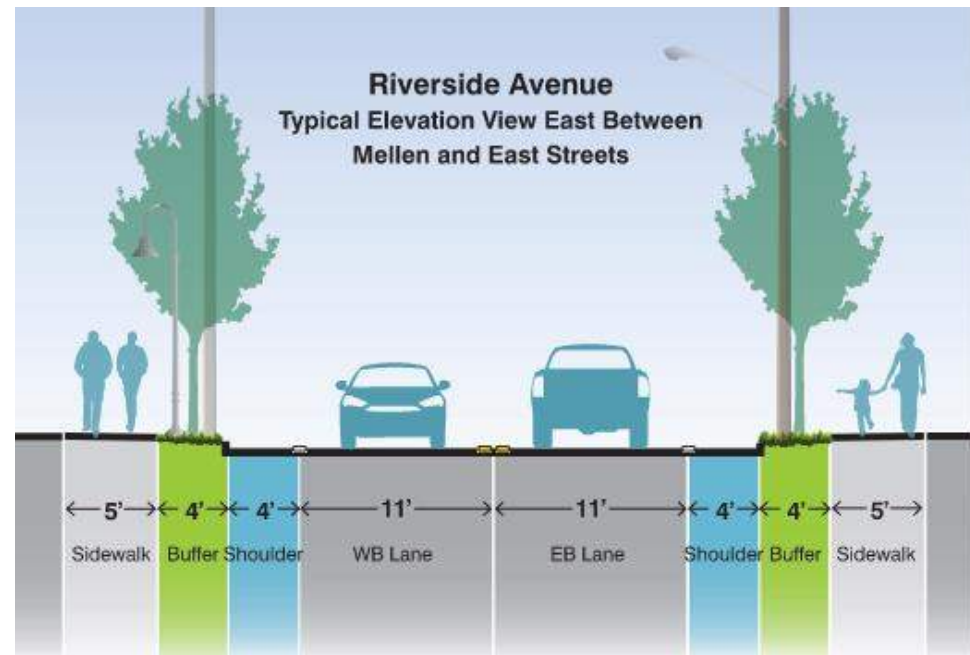 Riverside Avenue
Typical Elevation View East Between
Mellen and East Streets
5' 4' 4' 11' 11' 4' 4' 5'
Sidewalk Buffer Shoulder WB Lane EB Lane Shoulder Buffer Sidewalk